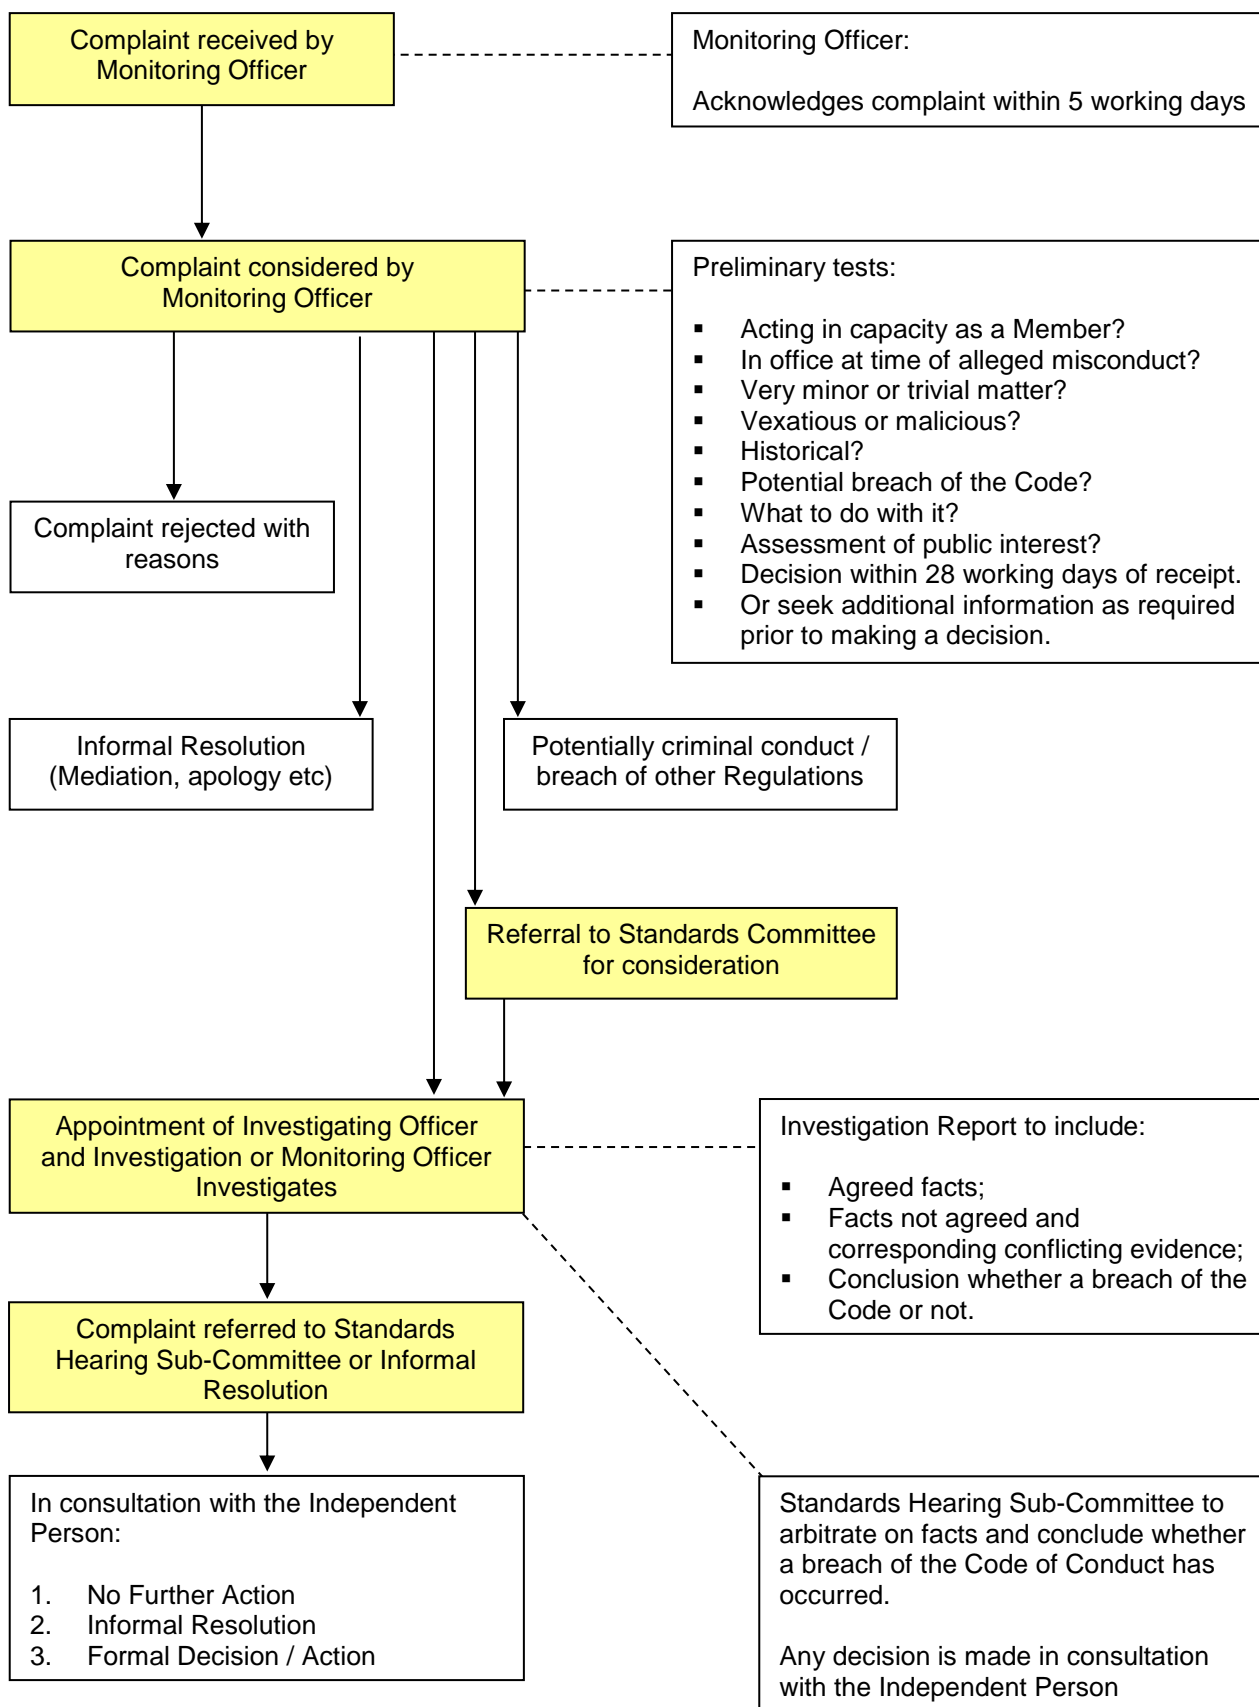 Complaint received by
Monitoring Officer
Monitoring Officer:
Acknowledges complaint within 5 working days
Complaint considered by
Monitoring Officer
Preliminary tests:
▪ Acting in capacity as a Member?
▪ In office at time of alleged misconduct?
▪ Very minor or trivial matter?
▪ Vexatious or malicious?
▪ Historical?
▪ Potential breach of the Code?
▪ What to do with it?
▪ Assessment of public interest?
▪ Decision within 28 working days of receipt.
▪ Or seek additional information as required
prior to making a decision.
Complaint rejected with
reasons
Informal Resolution
(Mediation, apology etc)
Potentially criminal conduct /
breach of other Regulations
Referral to Standards Committee
for consideration
Appointment of Investigating Officer
and Investigation or Monitoring Officer
Investigates
Investigation Report to include:
▪ Agreed facts;
▪ Facts not agreed and
corresponding conflicting evidence;
▪ Conclusion whether a breach of the
Code or not.
Complaint referred to Standards
Hearing Sub-Committee or Informal
Resolution
In consultation with the Independent
Person:
1. No Further Action
2. Informal Resolution
3. Formal Decision / Action
Standards Hearing Sub-Committee to
arbitrate on facts and conclude whether
a breach of the Code of Conduct has
occurred.
Any decision is made in consultation
with the Independent Person